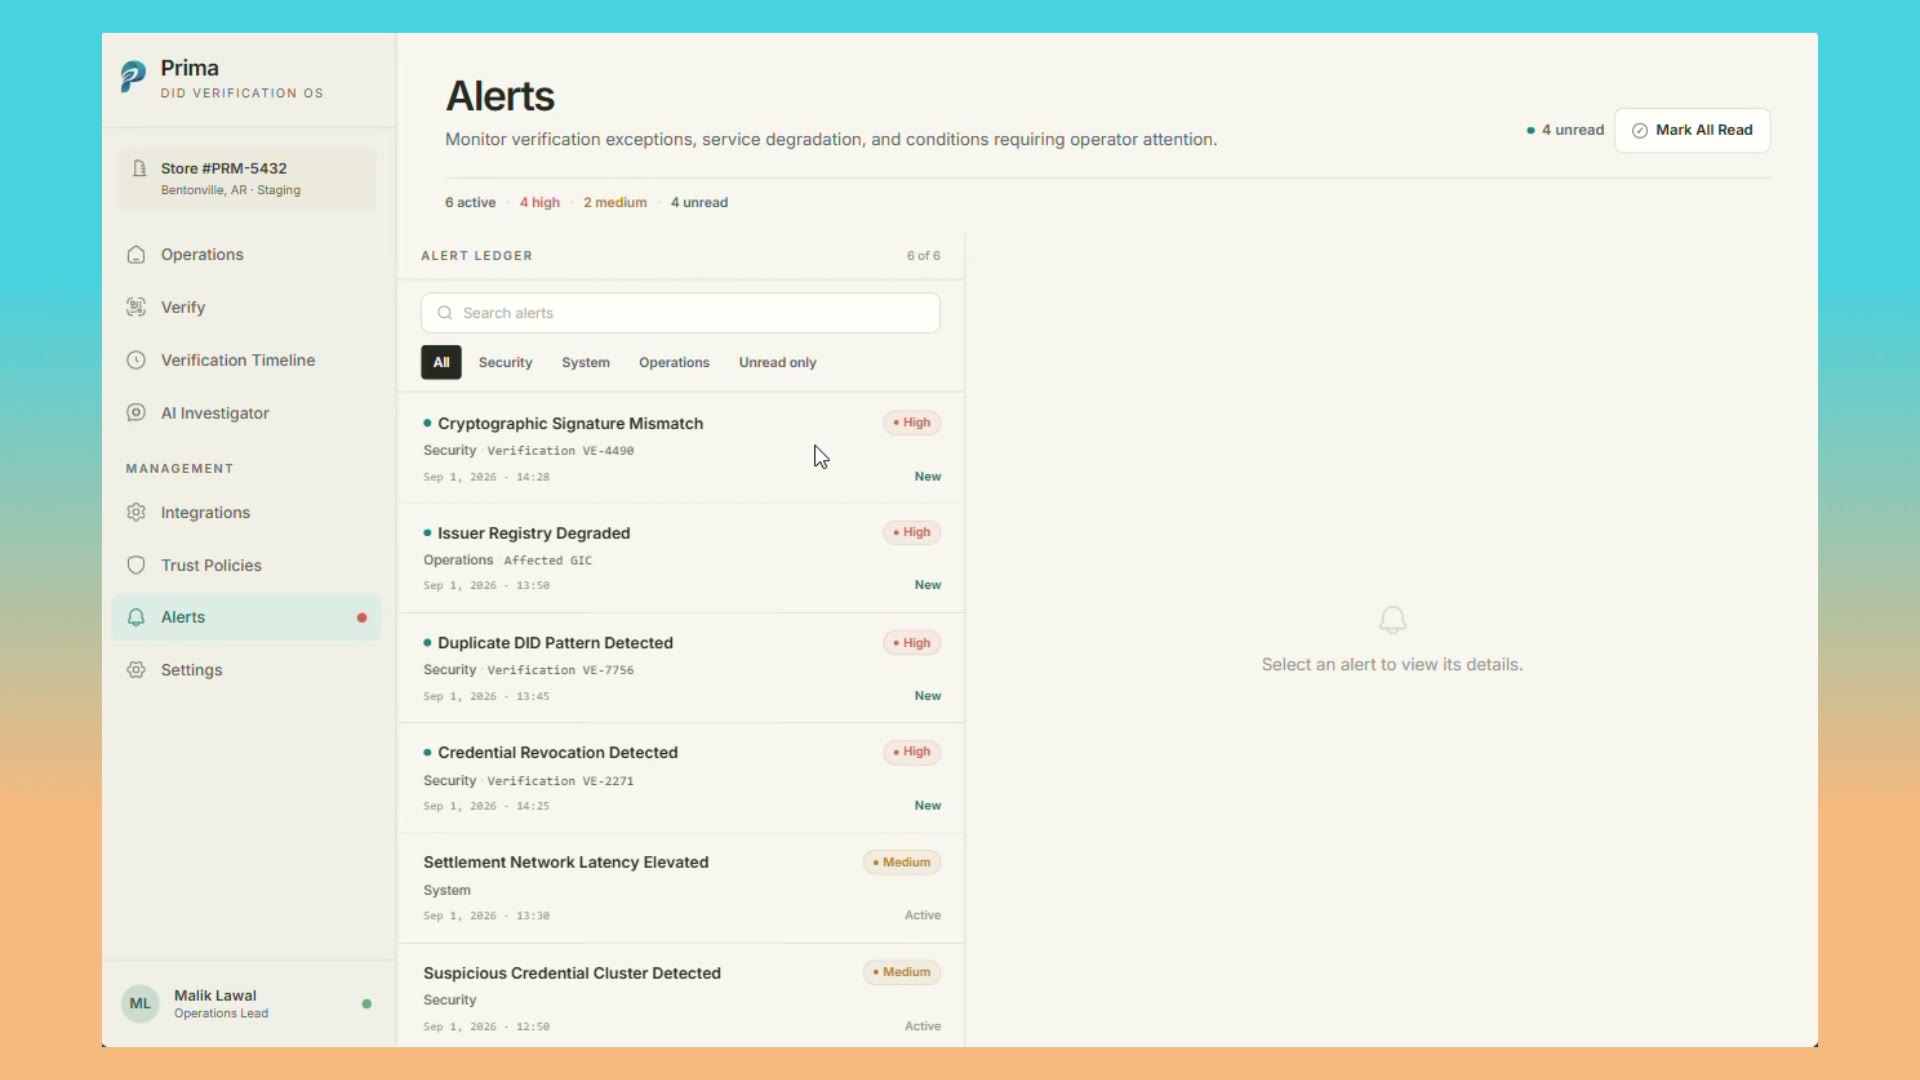 Prima
DID VERIFICATION OS
Store #PRM-5432
Bentonville, AR · Staging
Operations
Verify
Verification Timeline
AI Investigator
MANAGEMENT
Integrations
Trust Policies
Alerts
Settings
ML
Malik Lawal
Operations Lead
Alerts
Monitor verification exceptions, service degradation, and conditions requiring operator attention.
4 unread
Mark All Read
6 active · 4 high · 2 medium · 4 unread
ALERT LEDGER
6 of 6
Search alerts
All Security System Operations Unread only
Cryptographic Signature Mismatch
High
Security · Verification VE-4490
Sep 1, 2026 · 14:28
New
Issuer Registry Degraded
High
Operations · Affected GIC
Sep 1, 2026 · 13:50
New
Duplicate DID Pattern Detected
High
Security · Verification VE-7756
Sep 1, 2026 · 13:45
New
Credential Revocation Detected
High
Security · Verification VE-2271
Sep 1, 2026 · 14:25
New
Settlement Network Latency Elevated
Medium
System
Sep 1, 2026 · 13:30
Active
Suspicious Credential Cluster Detected
Medium
Security
Sep 1, 2026 · 12:50
Active
Select an alert to view its details.